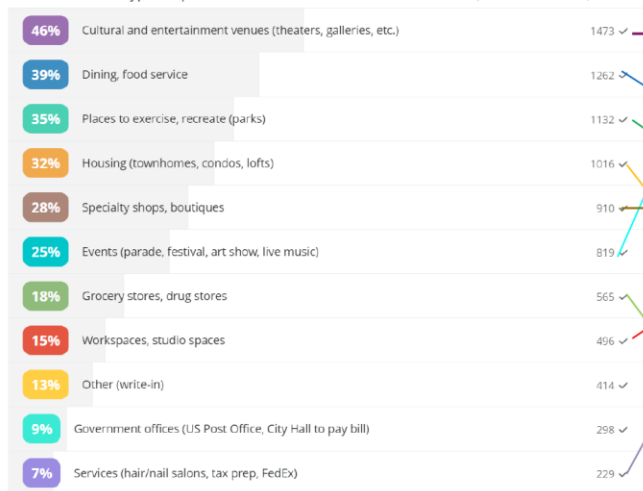 46% Cultural and entertainment venues (theaters, galleries, etc.) 1473
39% Dining, food service 1262
35% Places to exercise, recreate (parks) 1132
32% Housing (townhomes, condos, lofts) 1016
28% Specialty shops, boutiques 910
25% Events (parade, festival, art show, live music) 819
18% Grocery stores, drug stores 565
15% Workspaces, studio spaces 496
13% Other (write-in) 414
9% Government offices (US Post Office, City Hall to pay bill) 298
7% Services (hair/nail salons, tax prep, FedEx) 229